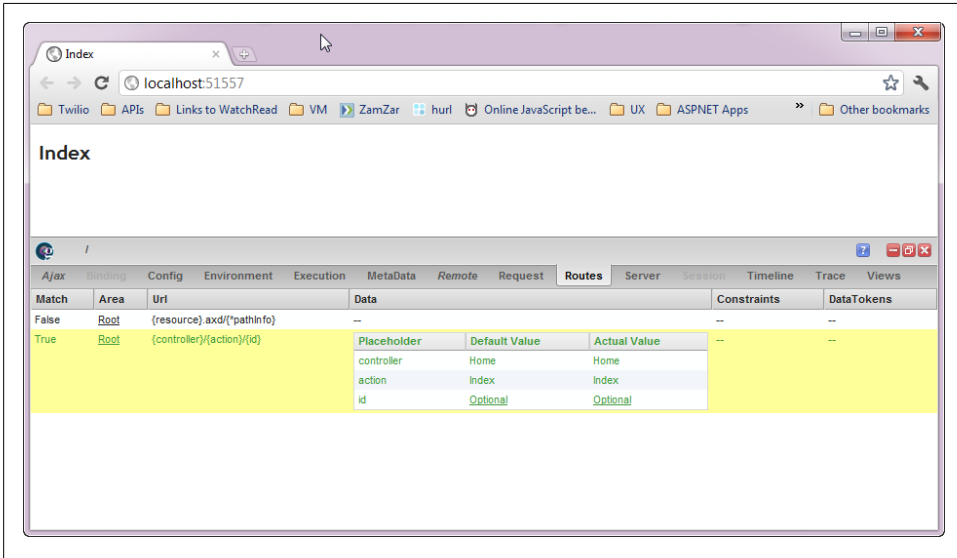 Index
localhost:51557
Twilio APIs Links to WatchRead VM ZamZar hurl Online JavaScript be... UX ASPNET Apps » Other bookmarks
Index
/ ?
Ajax Binding Config Environment Execution MetaData Remote Request Routes Server Session Timeline Trace Views
Match Area Url Data Constraints DataTokens
False Root {resource}.axd/{*pathInfo} -- -- --
True Root {controller}/{action}/{id} Placeholder Default Value Actual Value -- --
controller Home Home
action Index Index
id Optional Optional